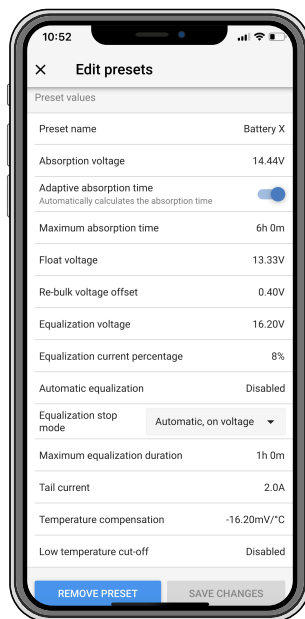 10:52
Edit presets
Preset values
Preset name Battery X
Absorption voltage 14.44V
Adaptive absorption time
Automatically calculates the absorption time
Maximum absorption time 6h 0m
Float voltage 13.33V
Re-bulk voltage offset 0.40V
Equalization voltage 16.20V
Equalization current percentage 8%
Automatic equalization Disabled
Equalization stop
mode Automatic, on voltage
Maximum equalization duration 1h 0m
Tail current 2.0A
Temperature compensation -16.20mV/°C
Low temperature cut-off Disabled
REMOVE PRESET SAVE CHANGES